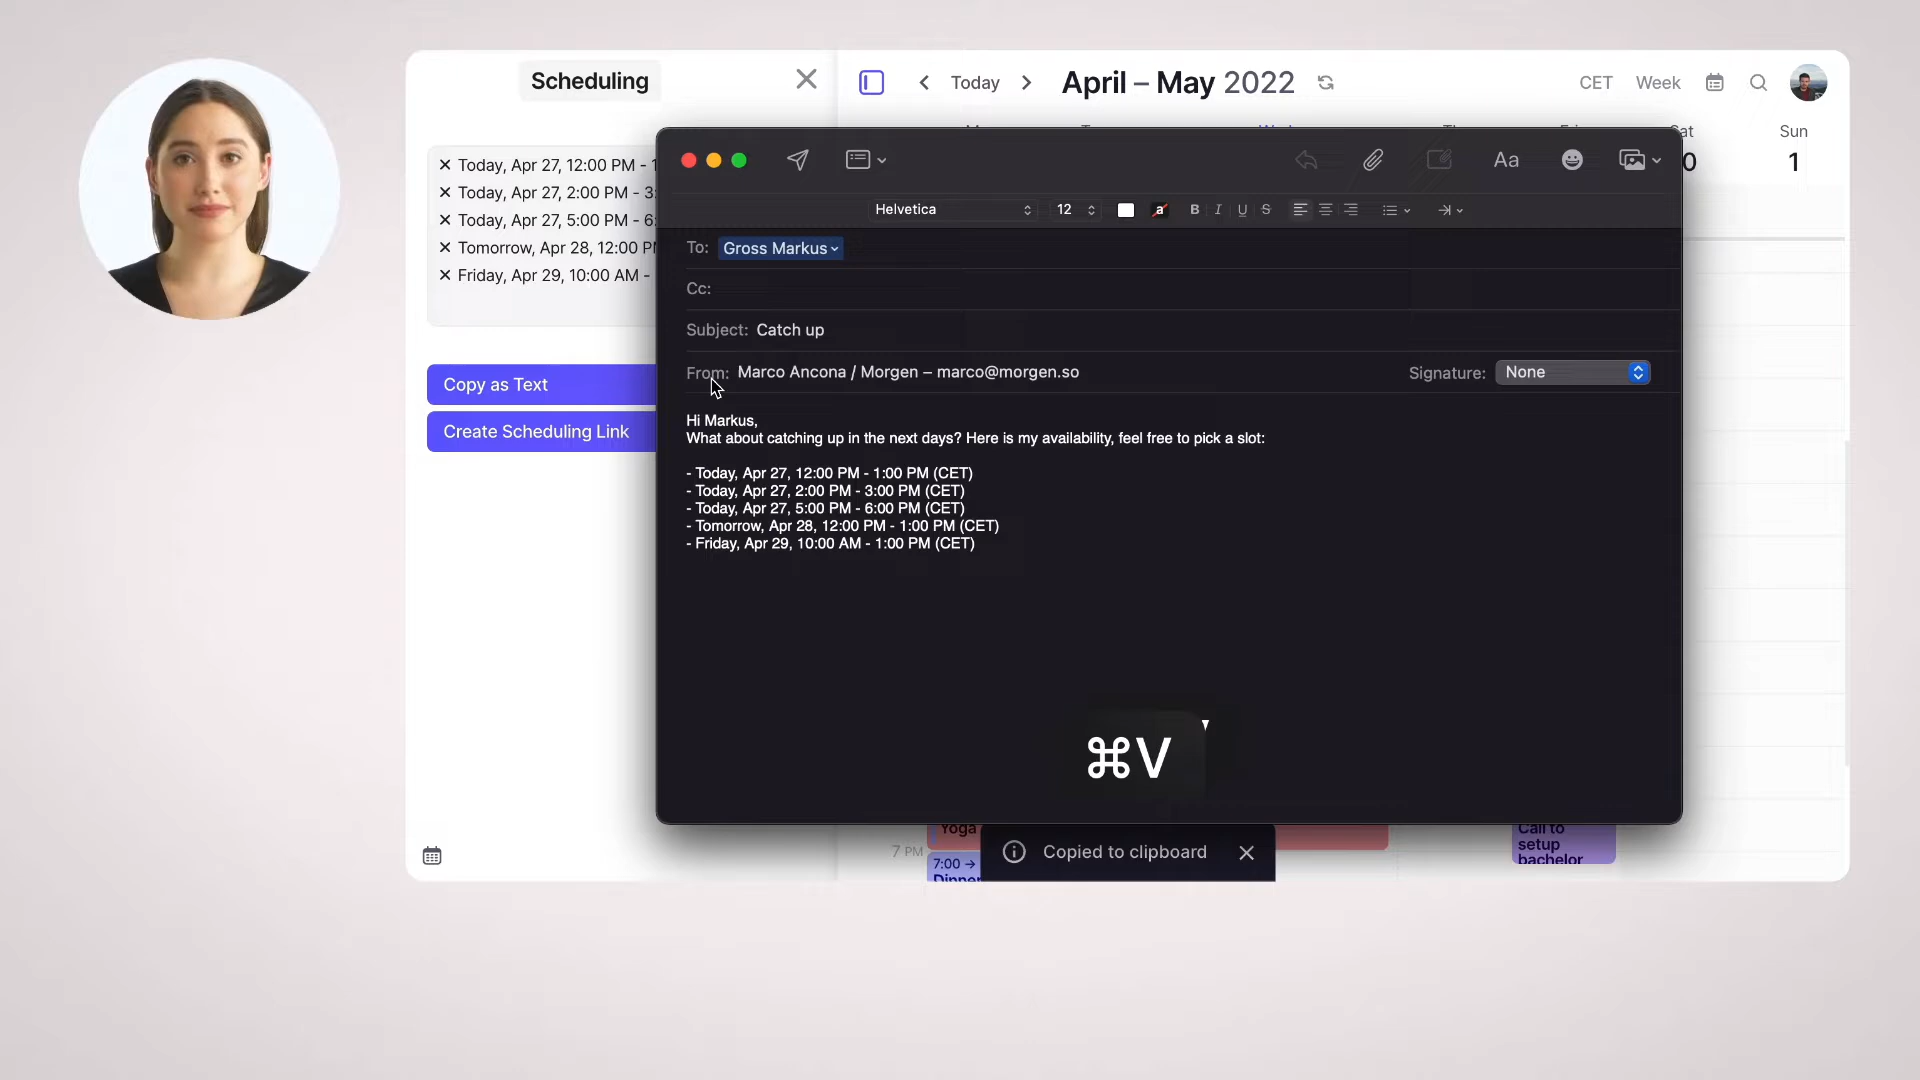 Scheduling
Today
April – May 2022
CET
Week
Sat
Sun
1
Today, Apr 27, 12:00 PM - 1
Today, Apr 27, 2:00 PM - 3:
Today, Apr 27, 5:00 PM - 6:
Tomorrow, Apr 28, 12:00 P
Friday, Apr 29, 10:00 AM -
Copy as Text
Create Scheduling Link
Aa
Helvetica
12
a
B I U S
To: Gross Markus
Cc:
Subject: Catch up
From: Marco Ancona / Morgen – marco@morgen.so
Signature: None
Hi Markus,
What about catching up in the next days? Here is my availability, feel free to pick a slot:
- Today, Apr 27, 12:00 PM - 1:00 PM (CET)
- Today, Apr 27, 2:00 PM - 3:00 PM (CET)
- Today, Apr 27, 5:00 PM - 6:00 PM (CET)
- Tomorrow, Apr 28, 12:00 PM - 1:00 PM (CET)
- Friday, Apr 29, 10:00 AM - 1:00 PM (CET)
⌘V
Yoga
7 PM
7:00 →
Dinner
Copied to clipboard
Call to
setup
bachelor